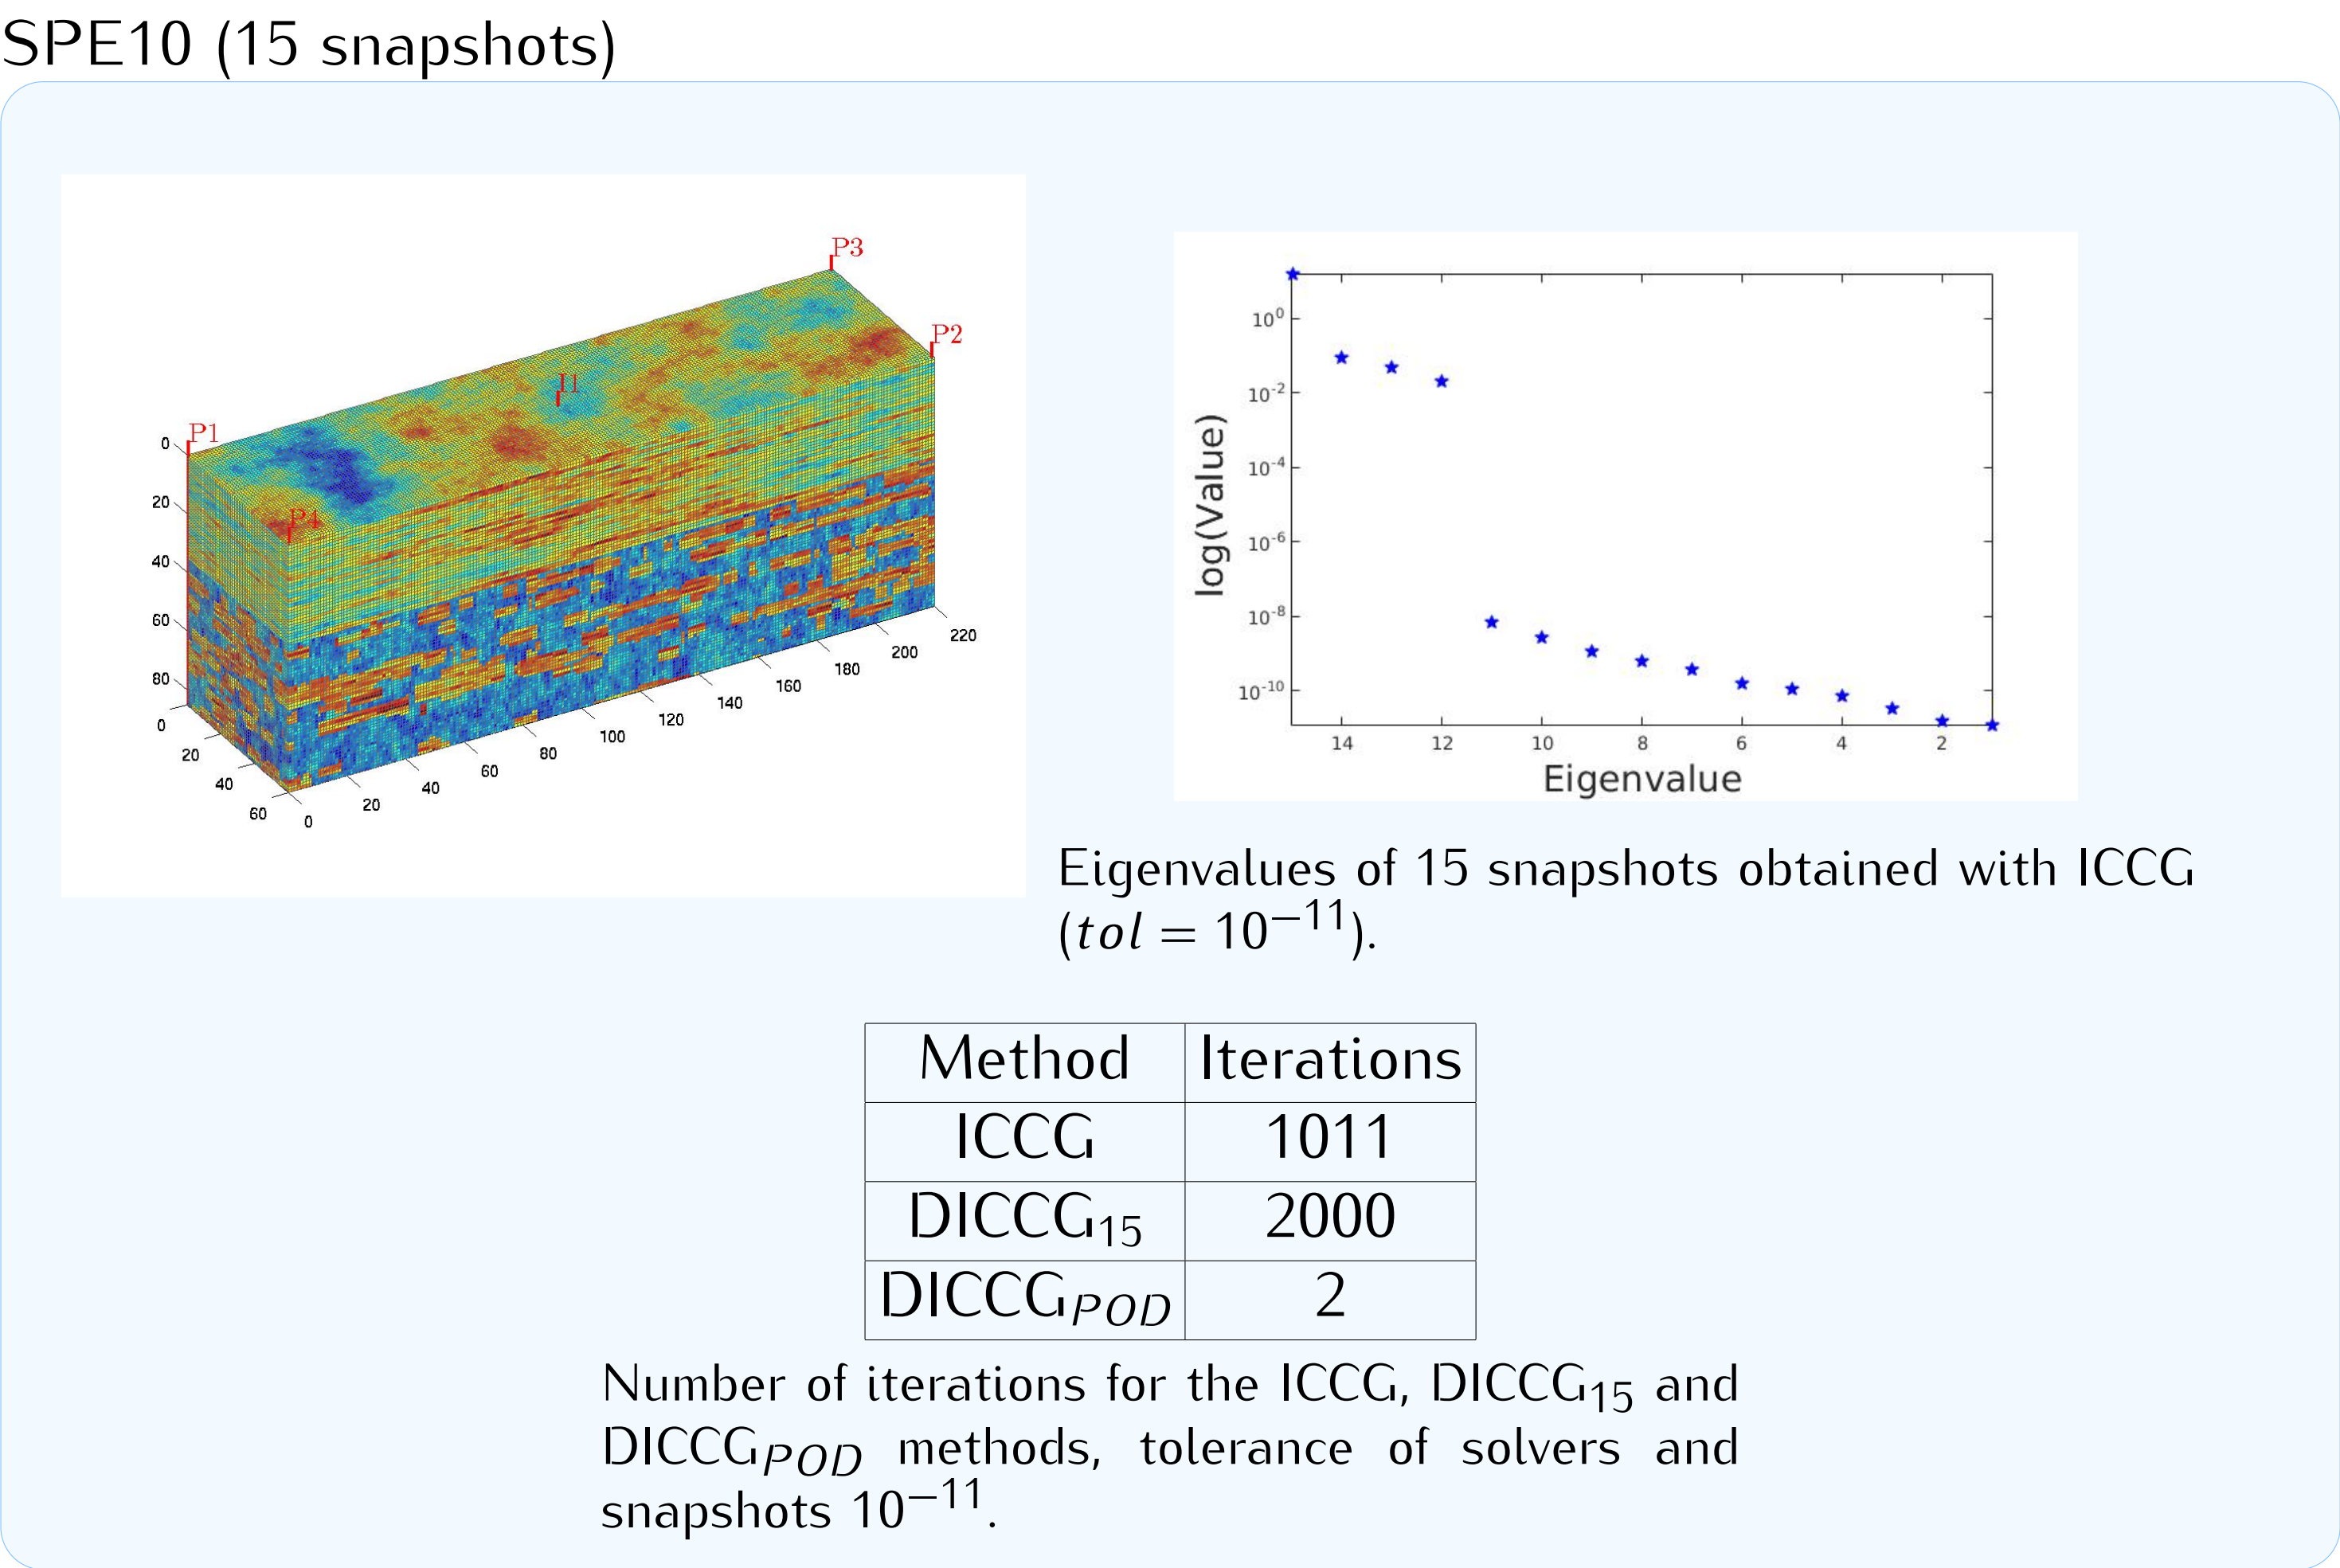 SPE10 (15 snapshots)
P3
P2
I1
P1
P4
0
20
40
60
80
0
20
40
60
0
20
40
60
80
100
120
140
160
180
200
220
log(Value)
10^0
10^-2
10^-4
10^-6
10^-8
10^-10
14 12 10 8 6 4 2
Eigenvalue
Eigenvalues of 15 snapshots obtained with ICCG
(tol = 10^−11).
Method Iterations
ICCG 1011
DICCG_15 2000
DICCG_POD 2
Number of iterations for the ICCG, DICCG_15 and
DICCG_POD methods, tolerance of solvers and
snapshots 10^−11.